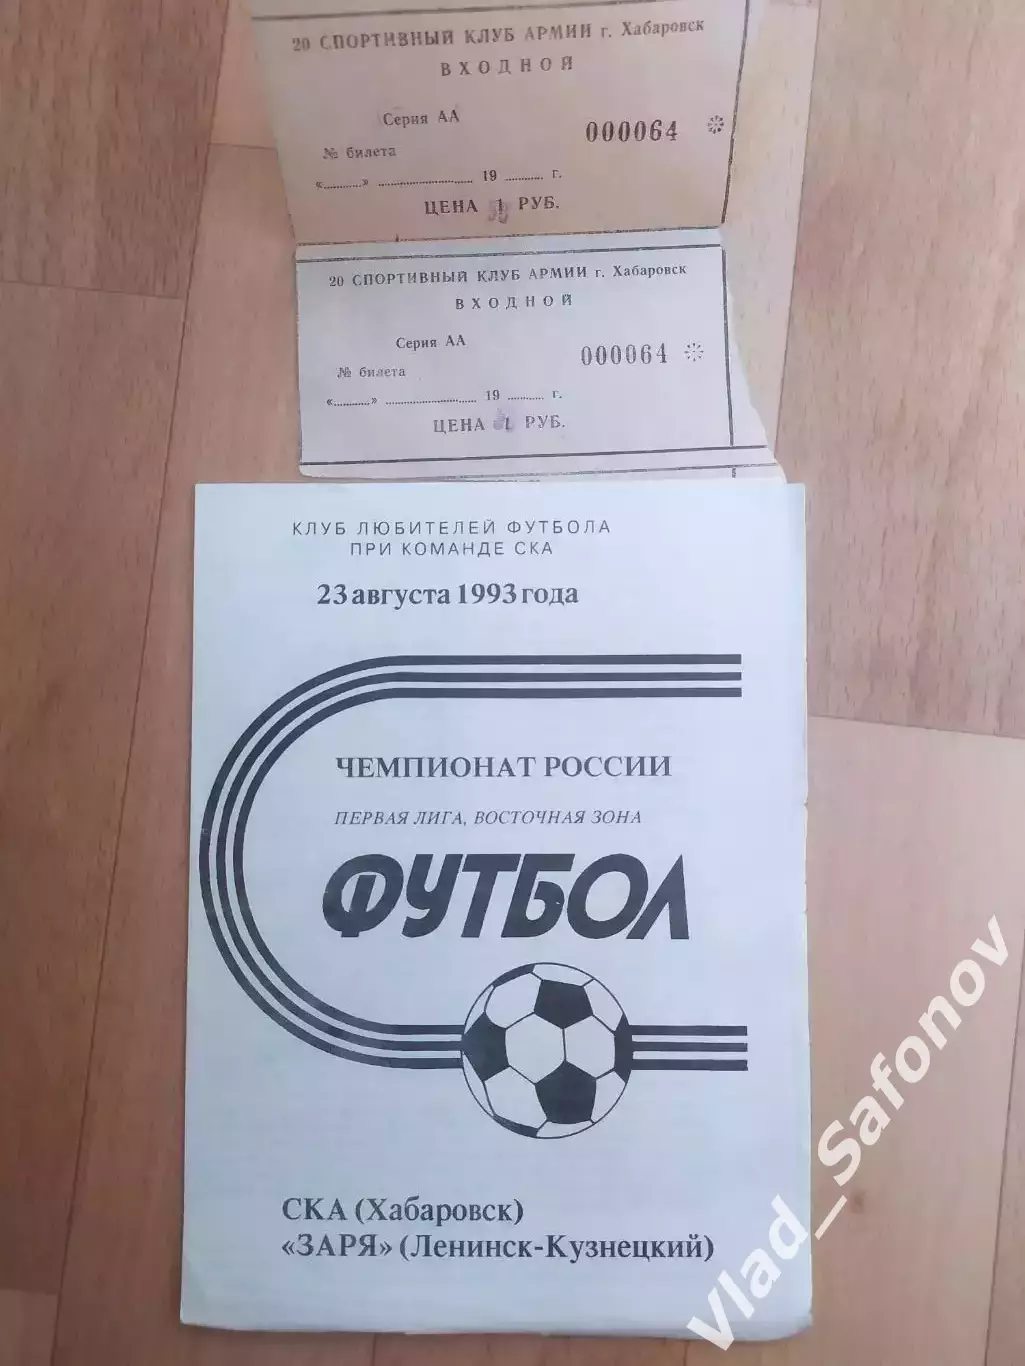 20 СПОРТИВНЫЙ КЛУБ АРМИИ г. Хабаровск
ВХОДНОЙ
Серия АА
000064
№ билета
«...........» .......................... 19 ........... г.
ЦЕНА РУБ.
20 СПОРТИВНЫЙ КЛУБ АРМИИ г. Хабаровск
ВХОДНОЙ
Серия АА
000064
№ билета
«...........» .......................... 19 ........... г.
ЦЕНА 1 РУБ.
КЛУБ ЛЮБИТЕЛЕЙ ФУТБОЛА
ПРИ КОМАНДЕ СКА
23 августа 1993 года
ЧЕМПИОНАТ РОССИИ
ПЕРВАЯ ЛИГА, ВОСТОЧНАЯ ЗОНА
ФУТБОЛ
СКА (Хабаровск)
«ЗАРЯ» (Ленинск-Кузнецкий)
Vlad_Safonov